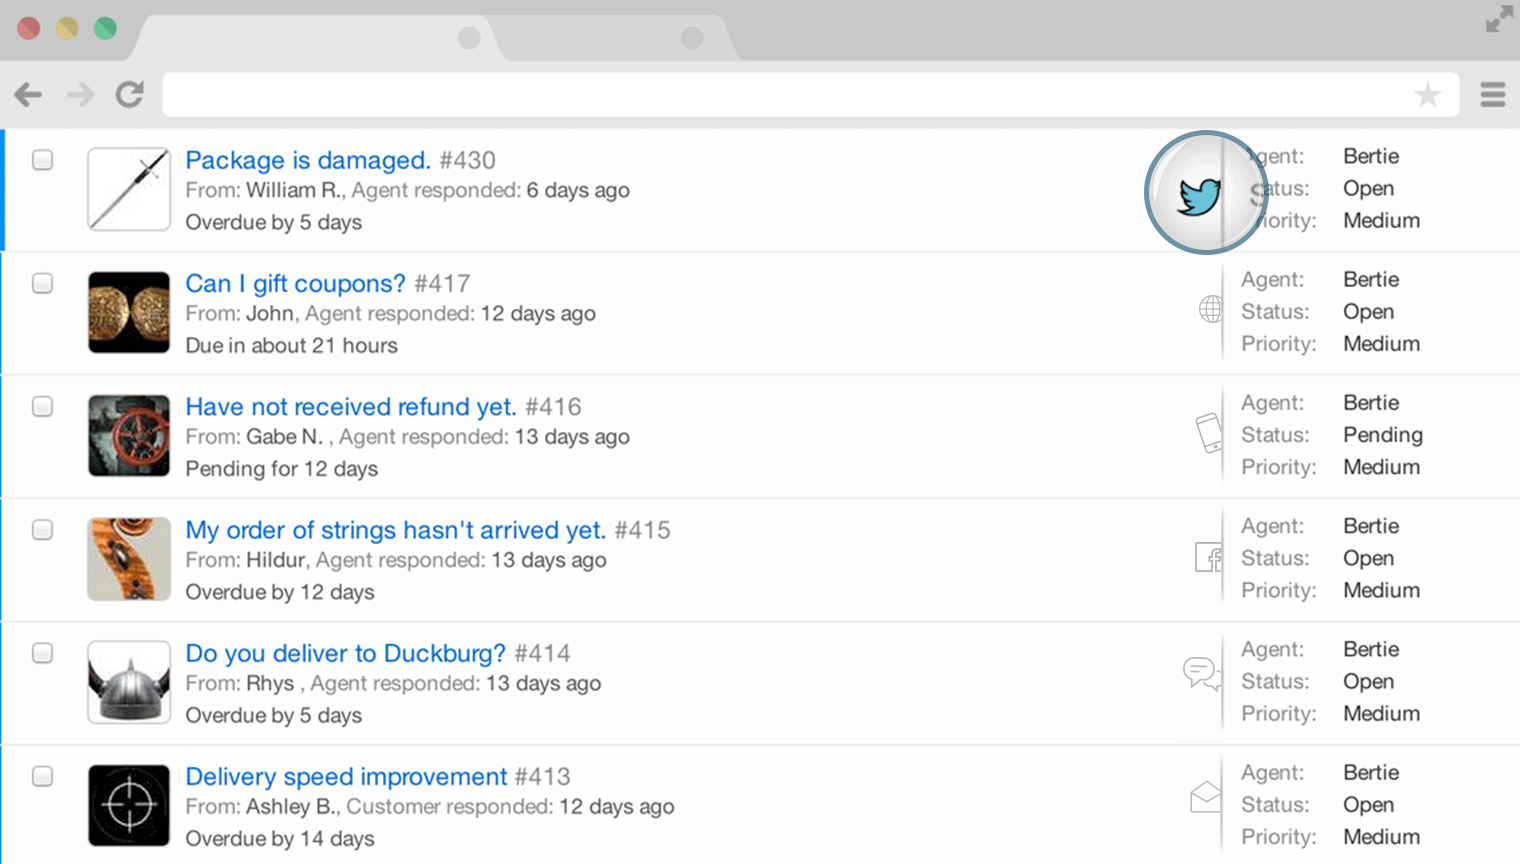 Package is damaged. #430
From: William R., Agent responded: 6 days ago
Overdue by 5 days
Agent: Bertie
Status: Open
Priority: Medium
Can I gift coupons? #417
From: John, Agent responded: 12 days ago
Due in about 21 hours
Agent: Bertie
Status: Open
Priority: Medium
Have not received refund yet. #416
From: Gabe N. , Agent responded: 13 days ago
Pending for 12 days
Agent: Bertie
Status: Pending
Priority: Medium
My order of strings hasn't arrived yet. #415
From: Hildur, Agent responded: 13 days ago
Overdue by 12 days
Agent: Bertie
Status: Open
Priority: Medium
Do you deliver to Duckburg? #414
From: Rhys , Agent responded: 13 days ago
Overdue by 5 days
Agent: Bertie
Status: Open
Priority: Medium
Delivery speed improvement #413
From: Ashley B., Customer responded: 12 days ago
Overdue by 14 days
Agent: Bertie
Status: Open
Priority: Medium